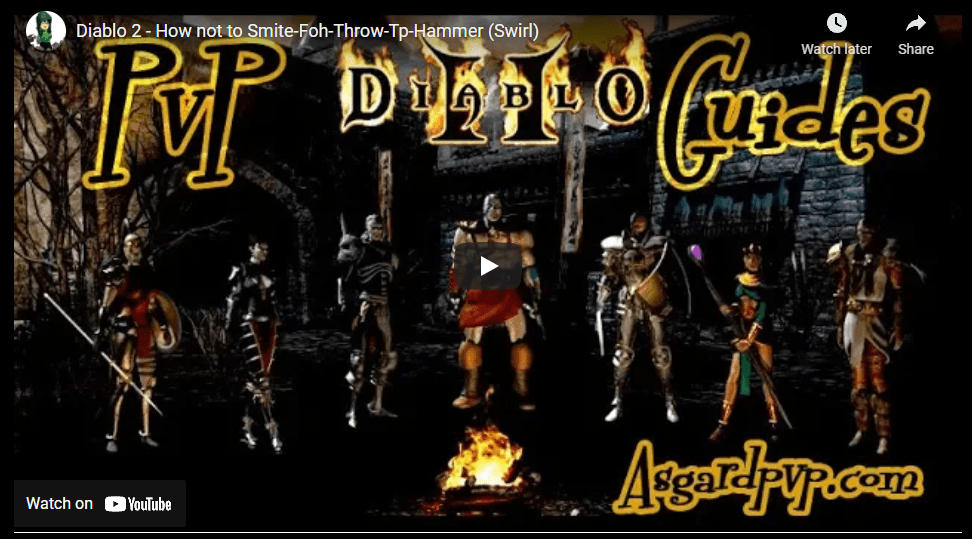 Diablo 2 - How not to Smite-Foh-Throw-Tp-Hammer (Swirl)
Watch later
Share
PvP
DIABLO II
Guides
Asgardpvp.com
Watch on YouTube